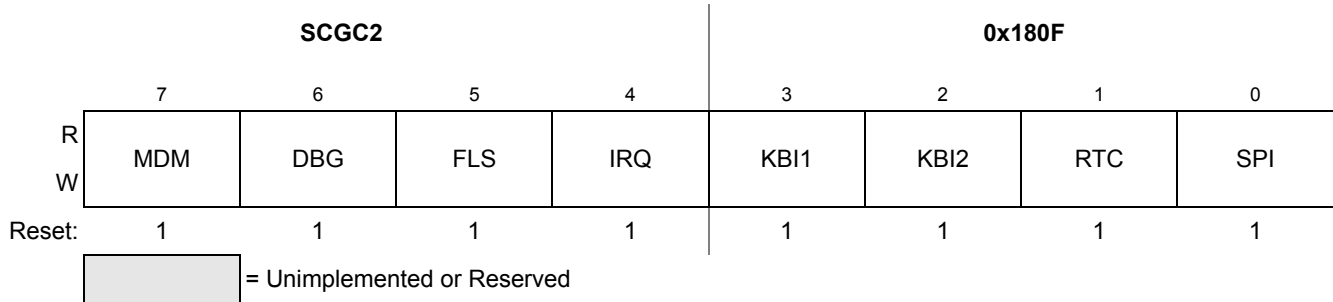 SCGC2 0x180F
7 6 5 4 3 2 1 0
R
MDM DBG FLS IRQ KBI1 KBI2 RTC SPI
W
Reset: 1 1 1 1 1 1 1 1
= Unimplemented or Reserved